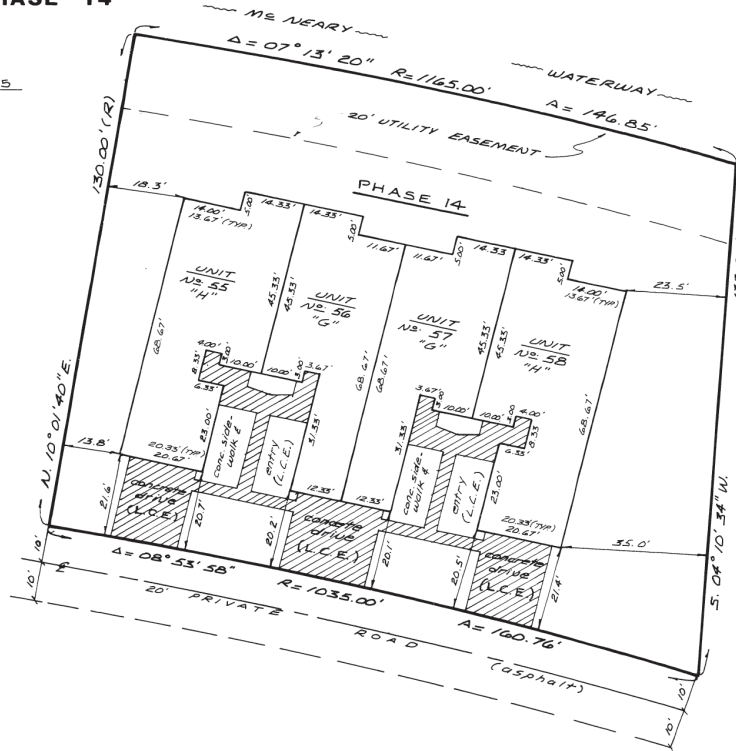 HASE 14
5
Mc NEARY
Δ = 07° 13' 20"
R=1165.00'
WATERWAY
A= 146.85'
20' UTILITY EASEMENT
130.00' (R)
PHASE 14
18.3'
14.00'
13.67' (TYP)
5.00'
14.33'
14.33'
5.00'
11.67'
11.67'
5.00'
14.33
14.33'
5.00'
14.00'
13.67' (TYP)
23.5'
UNIT
No. 55
"H"
UNIT
No. 56
"G"
UNIT
No. 57
"G"
UNIT
No. 58
"H"
45.33'
45.33'
45.33'
45.33'
68.67'
68.67'
68.67'
68.67'
4.00'
3.00'
10.00'
10.00'
3.00'
3.67'
8.33'
6.33'
23.00'
31.33'
conc. side-
walk &
entry
(L.C.E.)
3.67'
3.00'
10.00'
10.00'
3.00'
4.00'
8.33
6.33'
31.33'
23.00'
conc. side-
walk &
entry
(L.C.E.)
N. 10° 01' 40" E.
S. 04° 10' 34" W.
13.8'
20.33' (TYP)
20.67'
12.33'
12.33'
20.33' (TYP)
20.67'
35.0'
21.6'
concrete
drive
(L.C.E.)
20.7'
20.2'
concrete
drive
(L.C.E.)
20.1'
20.5'
concrete
drive
(L.C.E.)
21.4'
10'
10'
℄
Δ = 08° 53' 58"
R= 1035.00'
A= 160.76'
20' PRIVATE ROAD
(asphalt)
10'
10'